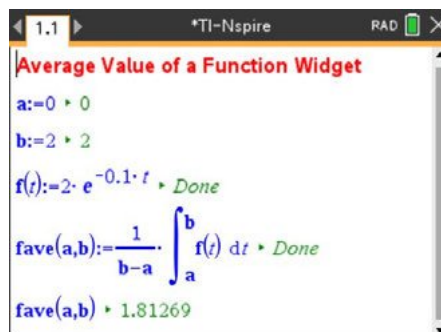 1.1 *TI-Nspire RAD
Average Value of a Function Widget
a:=0 ▸ 0
b:=2 ▸ 2
f(t):=2· e^(-0.1· t) ▸ Done
fave(a,b):=1/(b-a)· ∫_a^b f(t) dt ▸ Done
fave(a,b) ▸ 1.81269